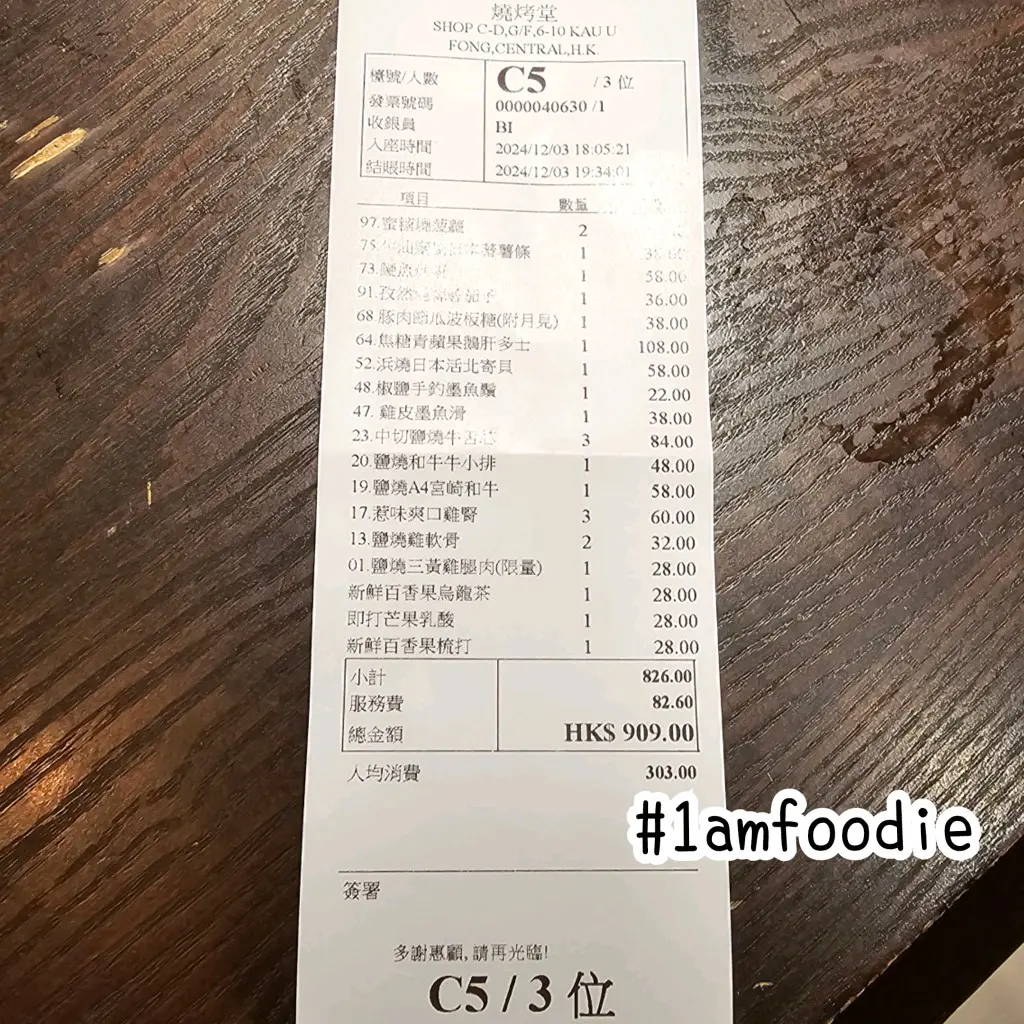 燒烤堂
SHOP C-D,G/F,6-10 KAU U
FONG,CENTRAL,H.K.
檯號/人數 C5 /3 位
發票號碼 0000040630 /1
收銀員 BI
入座時間 2024/12/03 18:05:21
結賬時間 2024/12/03 19:34:01
項目 數量
97.蜜糖燒菠蘿 2
75. 蕃薯條 1 38.00
73. 1 58.00
91.孜然 茄子 1 36.00
68.豚肉節瓜波板糖(附月見) 1 38.00
64.焦糖青蘋果鵝肝多士 1 108.00
52.浜燒日本活北寄貝 1 58.00
48.椒鹽手釣墨魚鬚 1 22.00
47. 雞皮墨魚滑 1 38.00
23.中切鹽燒牛舌芯 3 84.00
20.鹽燒和牛牛小排 1 48.00
19.鹽燒A4宮崎和牛 1 58.00
17.惹味爽口雞腎 3 60.00
13.鹽燒雞軟骨 2 32.00
01.鹽燒三黃雞腿肉(限量) 1 28.00
新鮮百香果烏龍茶 1 28.00
即打芒果乳酸 1 28.00
新鮮百香果梳打 1 28.00
小計 826.00
服務費 82.60
總金額 HK$ 909.00
人均消費 303.00
#1amfoodie
簽署
多謝惠顧,請再光臨!
C5 / 3 位